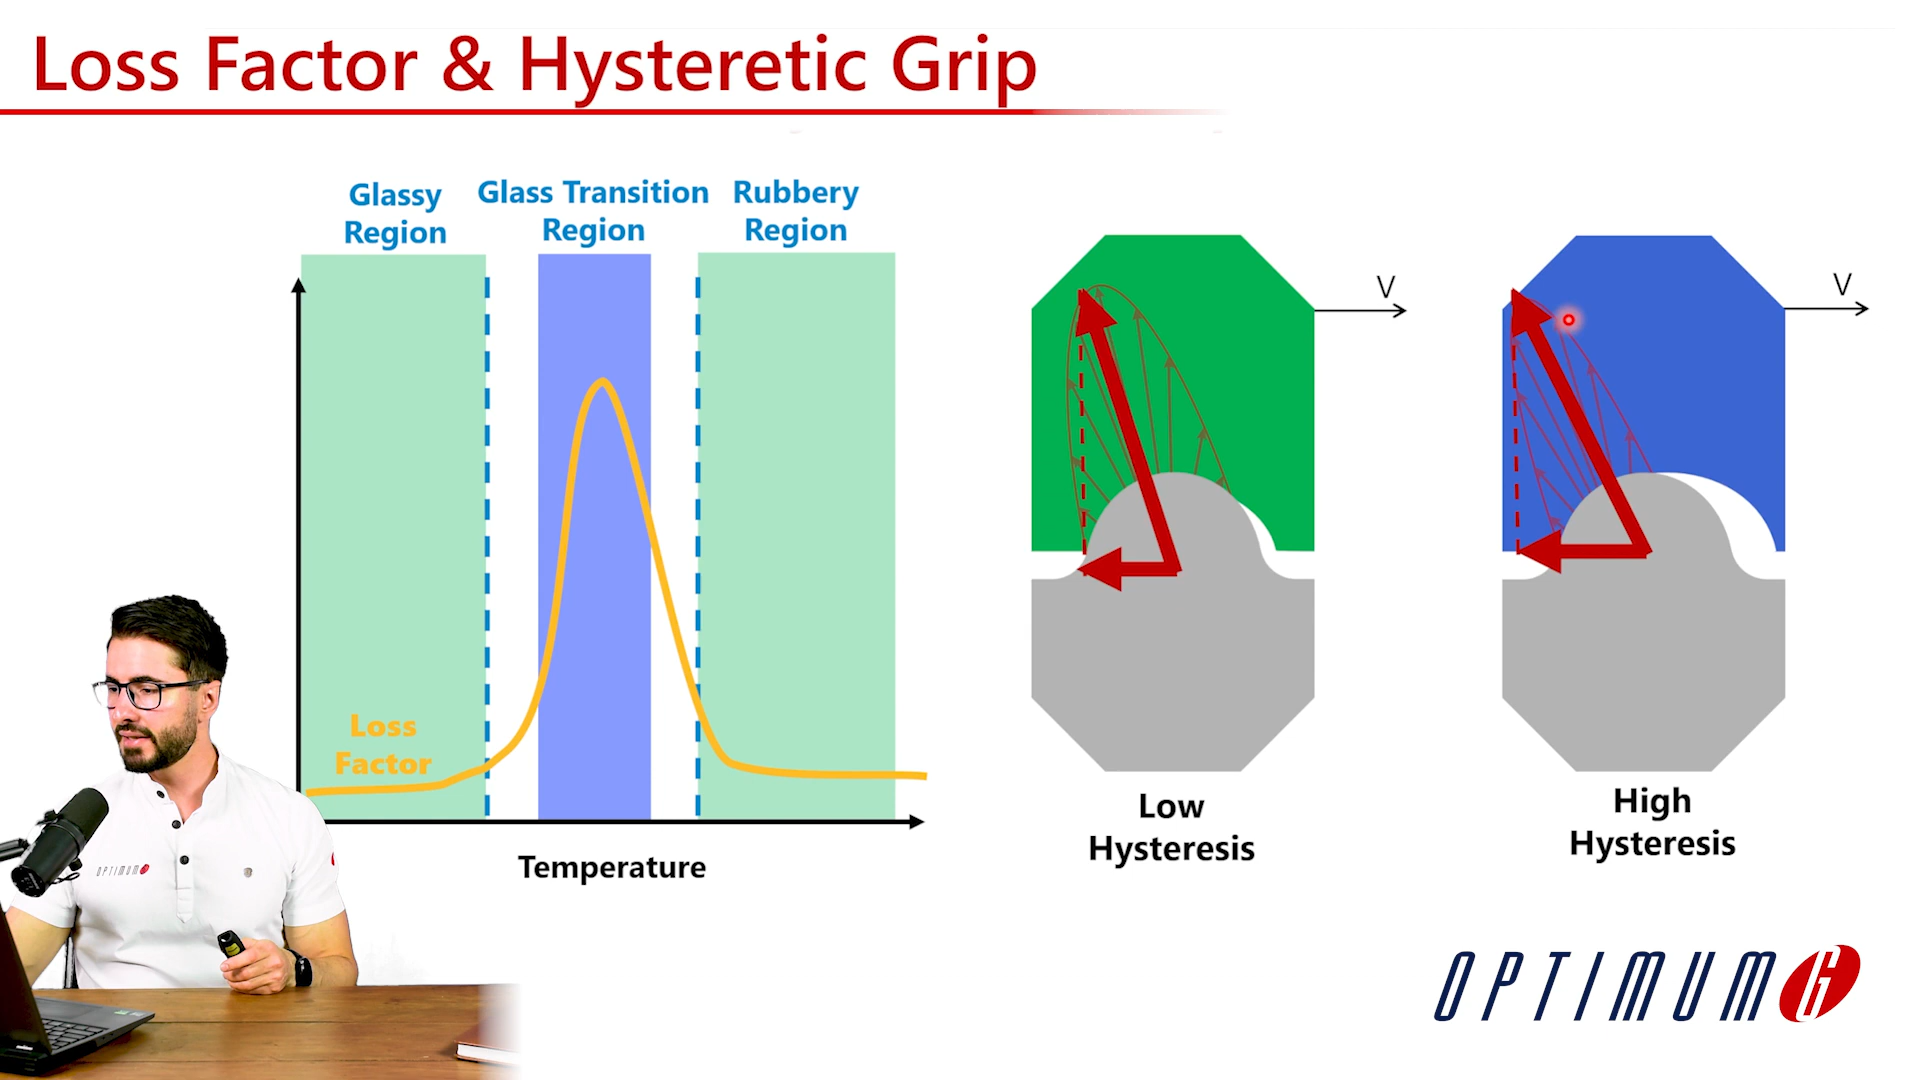 Loss Factor & Hysteretic Grip
Glassy
Region
Glass Transition
Region
Rubbery
Region
Loss
Factor
Temperature
V
V
Low
Hysteresis
High
Hysteresis
OPTIMUM
OPTIMUMG